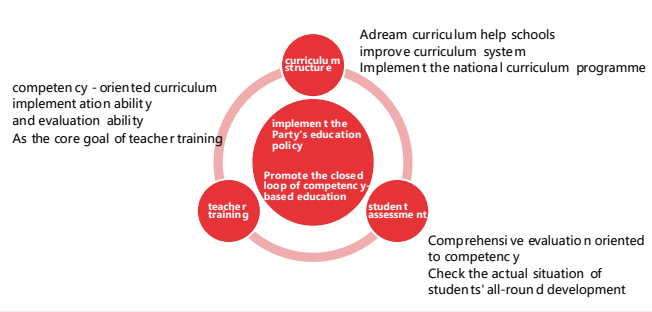 Adream curriculum help schools
improve curriculum system
Implement the national curriculum programme
curriculum
structure
competency - oriented curriculum
implementation ability
and evaluation ability
As the core goal of teacher training
implement the
Party's education
policy
Promote the closed
loop of competency-
based education
teacher
training
student
assessment
Comprehensive evaluation oriented
to competency
Check the actual situation of
students' all-round development